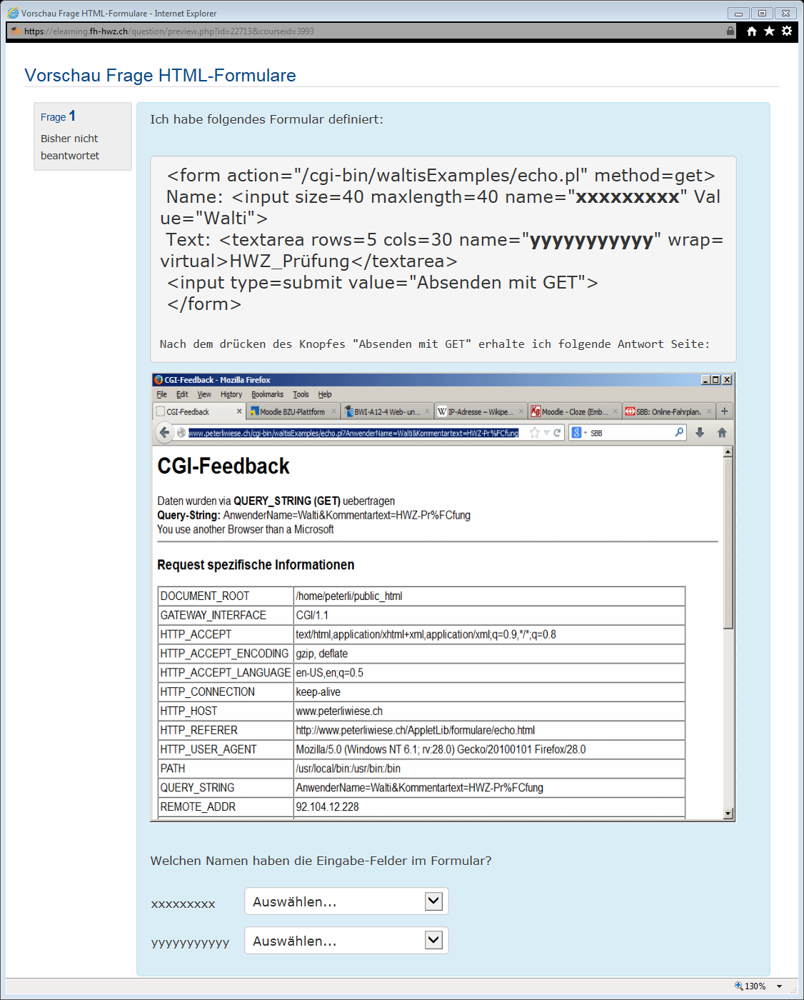 Vorschau Frage HTML-Formulare - Internet Explorer
https://elearning.fh-hwz.ch/question/preview.php?id=22713&courseid=3993
Vorschau Frage HTML-Formulare
Frage 1
Bisher nicht
beantwortet
Ich habe folgendes Formular definiert:
<form action="/cgi-bin/waltisExamples/echo.pl" method=get>
Name: <input size=40 maxlength=40 name="xxxxxxxxx" Val
ue="Walti">
Text: <textarea rows=5 cols=30 name="yyyyyyyyyyy" wrap=
virtual>HWZ_Prüfung</textarea>
<input type=submit value="Absenden mit GET">
</form>
Nach dem drücken des Knopfes "Absenden mit GET" erhalte ich folgende Antwort Seite:
CGI-Feedback - Mozilla Firefox
File Edit View History Bookmarks Tools Help
CGI-Feedback × Moodle BZU-Plattform × BWI-A12-4 Web- un... × W IP-Adresse – Wikipe... × Moodle - Cloze (Emb... × SBB: Online-Fahrplan. × +
www.peterliwiese.ch/cgi-bin/waltisExamples/echo.pl?AnwenderName=Walti&Kommentartext=HWZ-Pr%FCfung SBB
CGI-Feedback
Daten wurden via QUERY_STRING (GET) uebertragen
Query-String: AnwenderName=Walti&Kommentartext=HWZ-Pr%FCfung
You use another Browser than a Microsoft
Request spezifische Informationen
DOCUMENT_ROOT /home/peterli/public_html
GATEWAY_INTERFACE CGI/1.1
HTTP_ACCEPT text/html,application/xhtml+xml,application/xml;q=0.9,*/*;q=0.8
HTTP_ACCEPT_ENCODING gzip, deflate
HTTP_ACCEPT_LANGUAGE en-US,en;q=0.5
HTTP_CONNECTION keep-alive
HTTP_HOST www.peterliwiese.ch
HTTP_REFERER http://www.peterliwiese.ch/AppletLib/formulare/echo.html
HTTP_USER_AGENT Mozilla/5.0 (Windows NT 6.1; rv:28.0) Gecko/20100101 Firefox/28.0
PATH /usr/local/bin:/usr/bin:/bin
QUERY_STRING AnwenderName=Walti&Kommentartext=HWZ-Pr%FCfung
REMOTE_ADDR 92.104.12.228
Welchen Namen haben die Eingabe-Felder im Formular?
xxxxxxxxx Auswählen...
yyyyyyyyyyy Auswählen...
130%